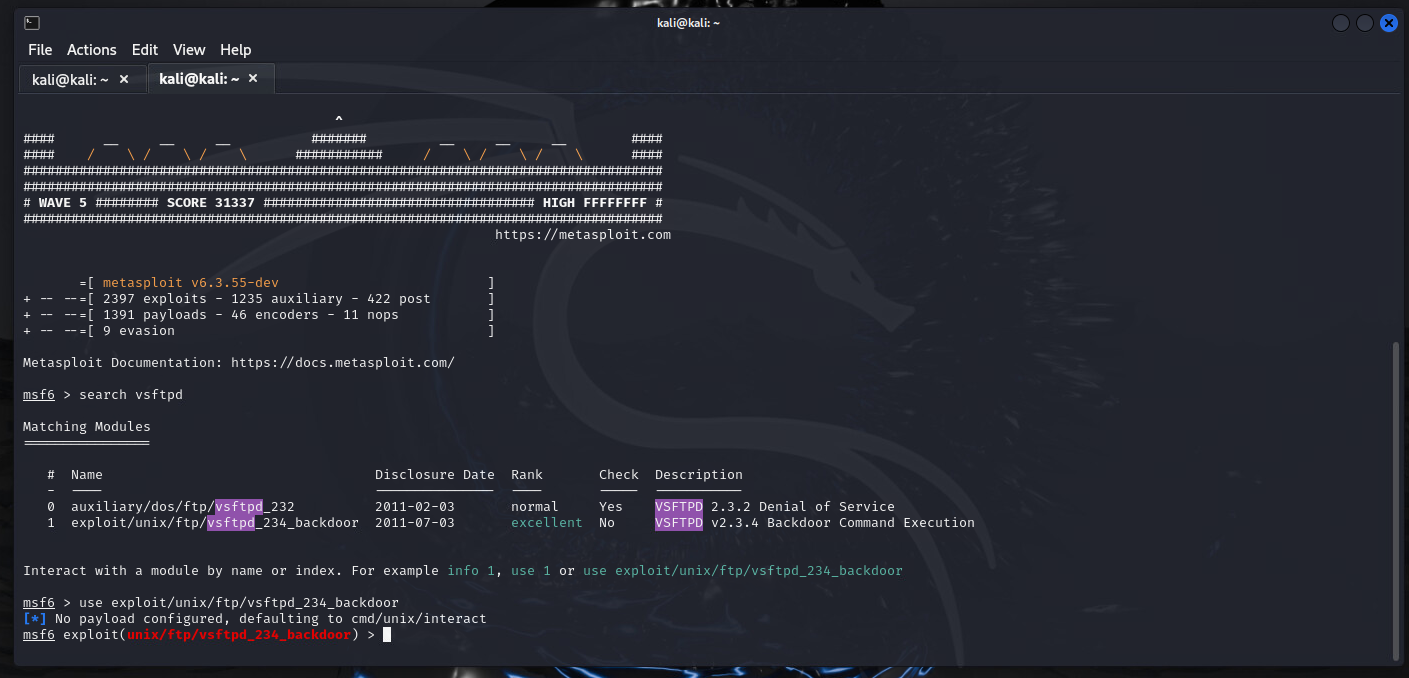 kali@kali: ~
File Actions Edit View Help
kali@kali: ~ × kali@kali: ~ ×
^
#### __ __ __ ####### __ __ __ ####
#### / \ / \ / \ ########### / \ / \ / \ ####
################################################################################
################################################################################
# WAVE 5 ######## SCORE 31337 ################################## HIGH FFFFFFFF #
################################################################################
https://metasploit.com
=[ metasploit v6.3.55-dev ]
+ -- --=[ 2397 exploits - 1235 auxiliary - 422 post ]
+ -- --=[ 1391 payloads - 46 encoders - 11 nops ]
+ -- --=[ 9 evasion ]
Metasploit Documentation: https://docs.metasploit.com/
msf6 > search vsftpd
Matching Modules
================
# Name Disclosure Date Rank Check Description
- ---- --------------- ---- ----- -----------
0 auxiliary/dos/ftp/vsftpd_232 2011-02-03 normal Yes VSFTPD 2.3.2 Denial of Service
1 exploit/unix/ftp/vsftpd_234_backdoor 2011-07-03 excellent No VSFTPD v2.3.4 Backdoor Command Execution
Interact with a module by name or index. For example info 1, use 1 or use exploit/unix/ftp/vsftpd_234_backdoor
msf6 > use exploit/unix/ftp/vsftpd_234_backdoor
[*] No payload configured, defaulting to cmd/unix/interact
msf6 exploit(unix/ftp/vsftpd_234_backdoor) >